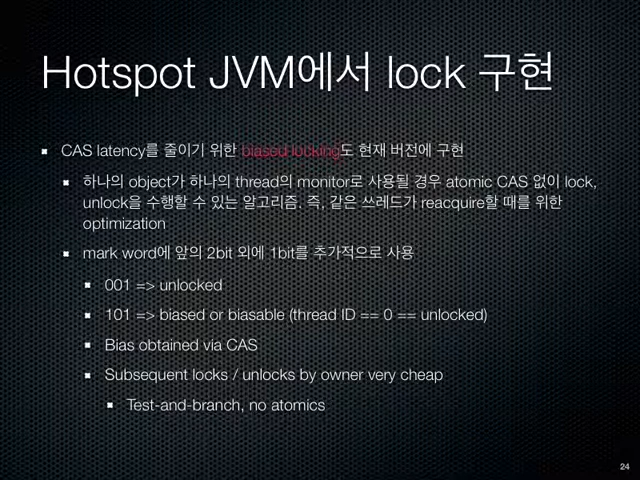 Hotspot JVM에서 lock 구현
CAS latency를 줄이기 위한 biased locking도 현재 버전에 구현
하나의 object가 하나의 thread의 monitor로 사용될 경우 atomic CAS 없이 lock,
unlock을 수행할 수 있는 알고리즘. 즉, 같은 쓰레드가 reacquire할 때를 위한
optimization
mark word에 앞의 2bit 외에 1bit를 추가적으로 사용
001 => unlocked
101 => biased or biasable (thread ID == 0 == unlocked)
Bias obtained via CAS
Subsequent locks / unlocks by owner very cheap
Test-and-branch, no atomics
24